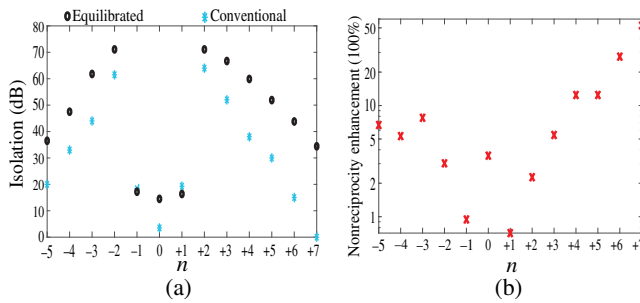 Equilibrated Conventional
80
70
60
50
40
30
20
10
0
Isolation (dB)
−5 −4 −3 −2 −1 0 +1 +2 +3 +4 +5 +6 +7
n
(a)
Nonreciprocity enhancement (100%)
50
20
10
5
2
1
−5 −4 −3 −2 −1 0 +1 +2 +3 +4 +5 +6 +7
n
(b)